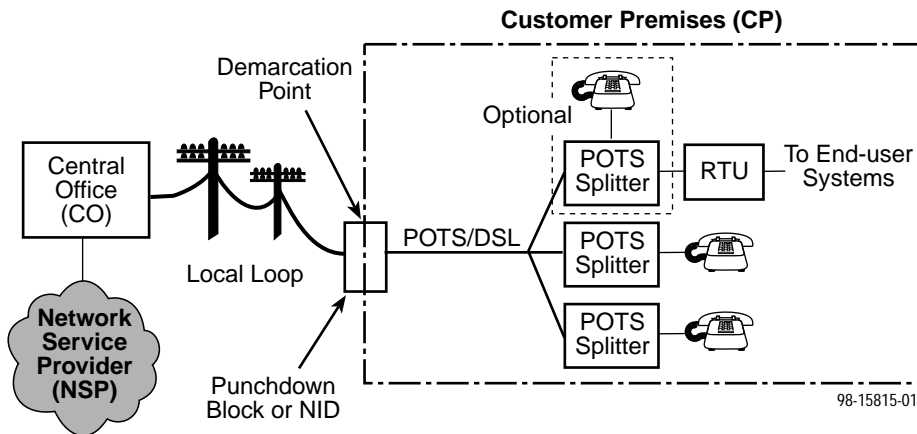 Customer Premises (CP)
Demarcation
Point
Optional
Central
Office
(CO)
POTS
Splitter
RTU
To End-user
Systems
POTS/DSL
POTS
Splitter
Local Loop
POTS
Splitter
Network
Service
Provider
(NSP)
Punchdown
Block or NID
98-15815-01